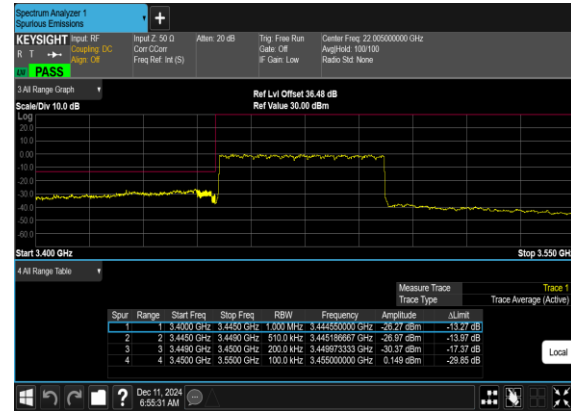 Spectrum Analyzer 1
Spurious Emissions
+
KEYSIGHT Input: RF Input Z: 50 Ω Atten: 20 dB Trig: Free Run Center Freq: 22.005000000 GHz
R T Coupling: DC Corr CCorr Gate: Off Avg|Hold: 100/100
Align: Off Freq Ref: Int (S) IF Gain: Low Radio Std: None
LVI PASS
3 All Range Graph Ref Lvl Offset 36.48 dB
Scale/Div 10.0 dB Ref Value 30.00 dBm
Log
20.0
10.0
0.00
-10.0
-20.0
-30.0
-40.0
-50.0
-60.0
Start 3.400 GHz Stop 3.550 GH
4 All Range Table
Measure Trace Trace 1
Trace Type Trace Average (Active)
Spur Range Start Freq Stop Freq RBW Frequency Amplitude ΔLimit
1 1 3.4000 GHz 3.4450 GHz 1.000 MHz 3.444550000 GHz -26.27 dBm -13.27 dB
2 2 3.4450 GHz 3.4490 GHz 510.0 kHz 3.445186667 GHz -26.97 dBm -13.97 dB
3 3 3.4490 GHz 3.4500 GHz 200.0 kHz 3.449973333 GHz -30.37 dBm -17.37 dB
4 4 3.4500 GHz 3.5500 GHz 100.0 kHz 3.455000000 GHz 0.149 dBm -29.85 dB
Local
? Dec 11, 2024
6:55:31 AM